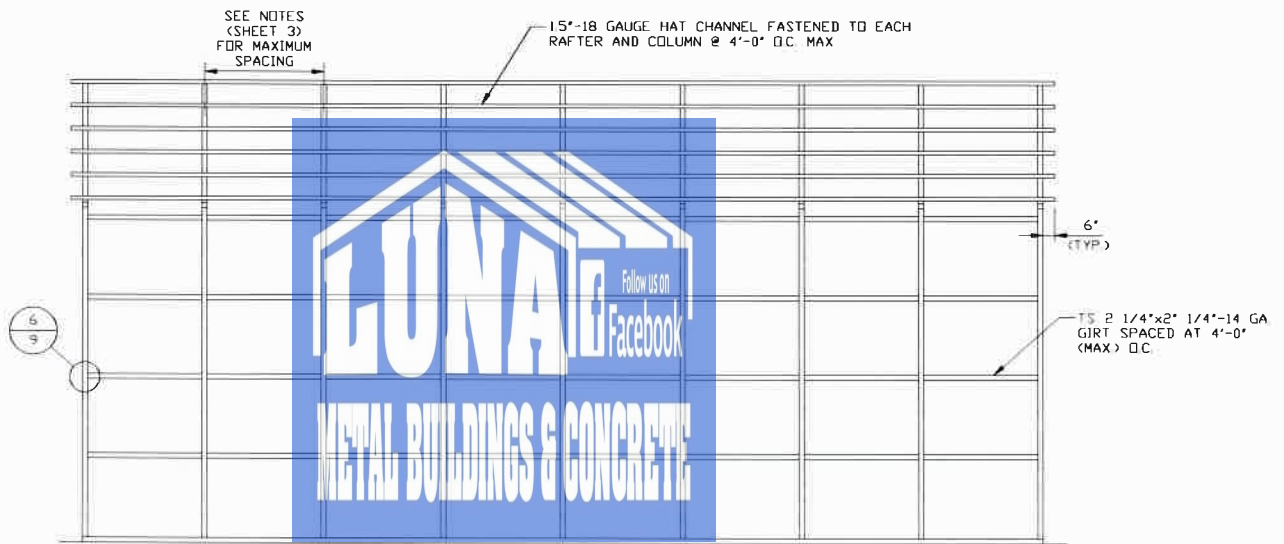 SEE NOTES
(SHEET 3)
FOR MAXIMUM
SPACING
1.5"-18 GAUGE HAT CHANNEL FASTENED TO EACH
RAFTER AND COLUMN @ 4'-0" O.C. MAX
6"
(TYP.)
6
9
TS 2 1/4"x2" 1/4"-14 GA.
GIRT SPACED AT 4'-0"
(MAX) O.C.
LUNA
Follow us on
f Facebook
METAL BUILDINGS & CONCRETE